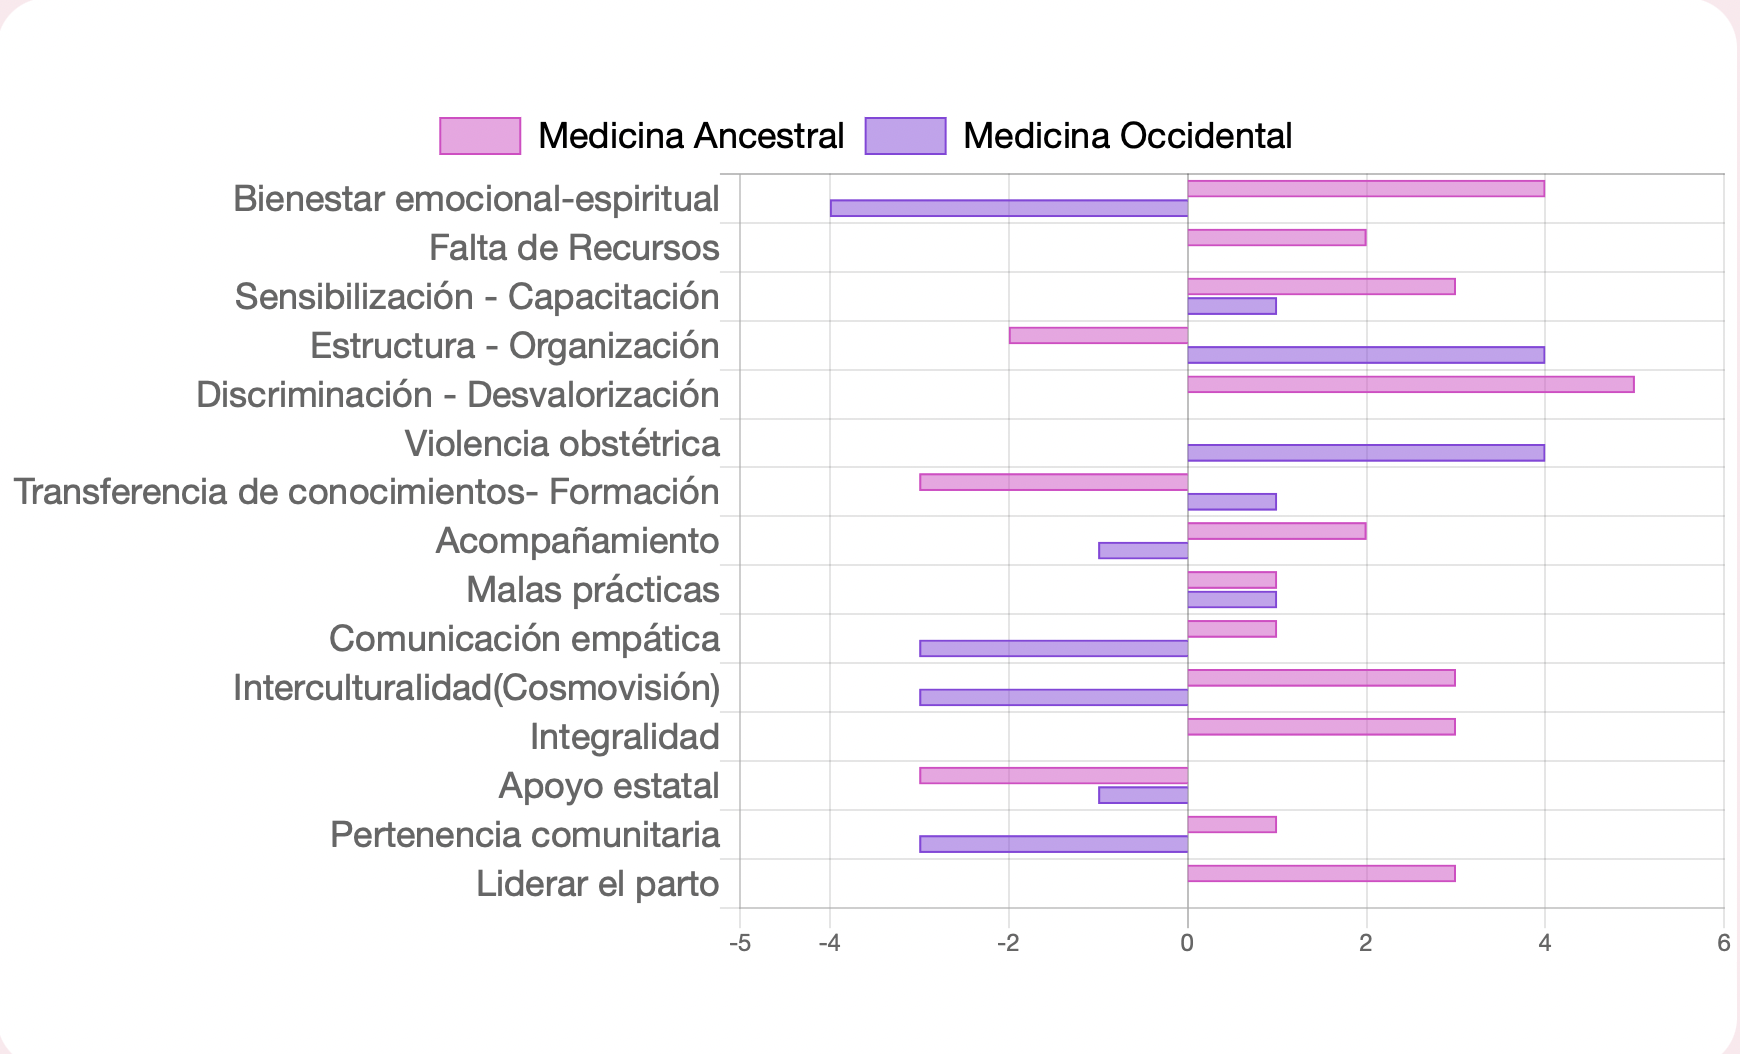 Medicina Ancestral Medicina Occidental
Bienestar emocional-espiritual
Falta de Recursos
Sensibilización - Capacitación
Estructura - Organización
Discriminación - Desvalorización
Violencia obstétrica
Transferencia de conocimientos- Formación
Acompañamiento
Malas prácticas
Comunicación empática
Interculturalidad(Cosmovisión)
Integralidad
Apoyo estatal
Pertenencia comunitaria
Liderar el parto
-5 -4 -2 0 2 4 6